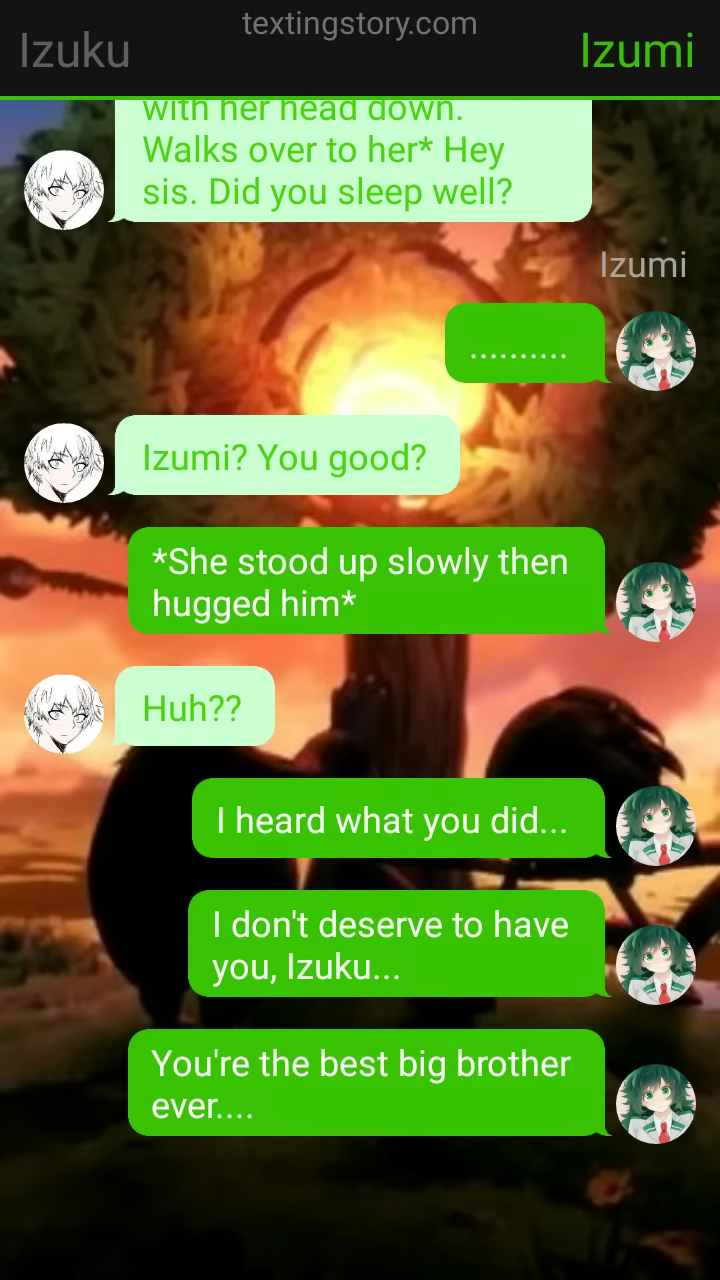 textingstory.com
Izuku
Izumi
with her head down.
Walks over to her* Hey
sis. Did you sleep well?
Izumi
..........
Izumi? You good?
*She stood up slowly then
hugged him*
Huh??
I heard what you did...
I don't deserve to have
you, Izuku...
You're the best big brother
ever....